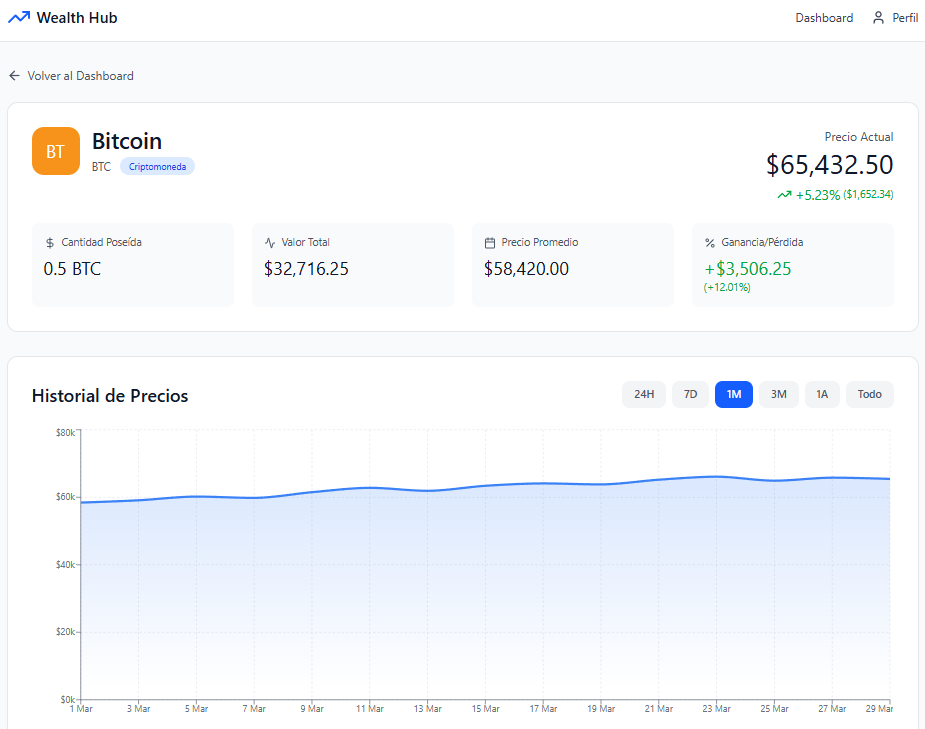 Wealth Hub
Dashboard
Perfil
Volver al Dashboard
BT
Bitcoin
BTC
Criptomoneda
Precio Actual
$65,432.50
+5.23% ($1,652.34)
Cantidad Poseída
0.5 BTC
Valor Total
$32,716.25
Precio Promedio
$58,420.00
Ganancia/Pérdida
+$3,506.25
(+12.01%)
Historial de Precios
24H
7D
1M
3M
1A
Todo
$80k
$60k
$40k
$20k
$0k
1 Mar
3 Mar
5 Mar
7 Mar
9 Mar
11 Mar
13 Mar
15 Mar
17 Mar
19 Mar
21 Mar
23 Mar
25 Mar
27 Mar
29 Mar